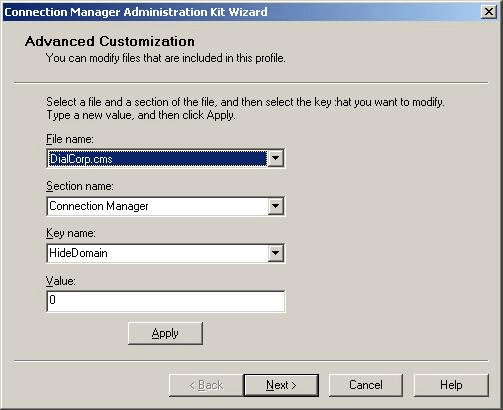 Connection Manager Administration Kit Wizard
Advanced Customization
You can modify files that are included in this profile.
Select a file and a section of the file, and then select the key that you want to modify.
Type a new value, and then click Apply.
File name:
DialCorp.cms
Section name:
Connection Manager
Key name:
HideDomain
Value:
0
Apply
< Back
Next >
Cancel
Help